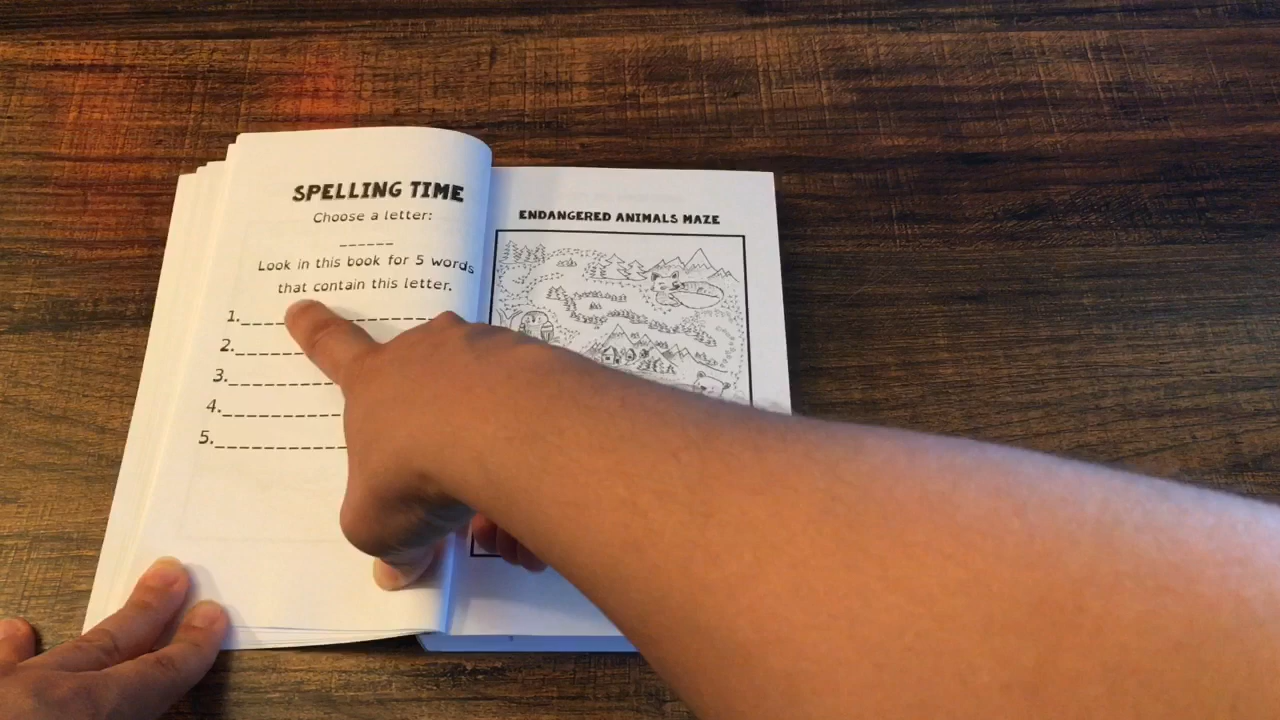 SPELLING TIME
Choose a letter:
______
Look in this book for 5 words
that contain this letter.
1.
2.
3.
4.
5.
ENDANGERED ANIMALS MAZE